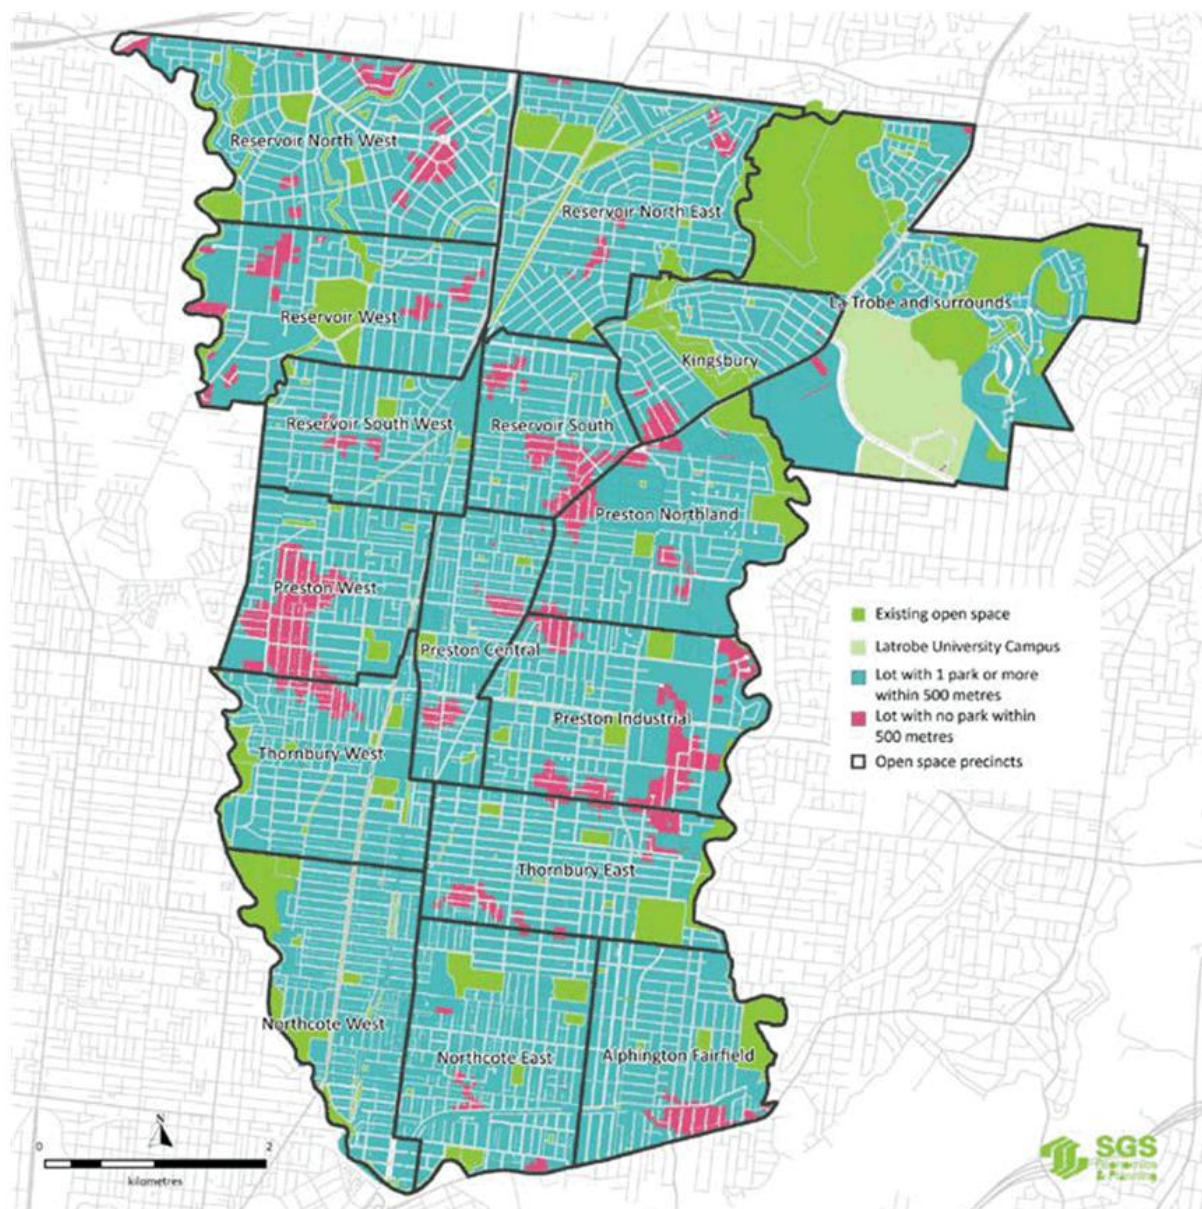 Reservoir North West
Reservoir North East
La Trobe and surrounds
Reservoir West
Kingsbury
Reservoir South West
Reservoir South
Preston Northland
Preston West
Preston Central
Preston Industrial
Thornbury West
Thornbury East
Northcote West
Northcote East
Alphington Fairfield
Existing open space
Latrobe University Campus
Lot with 1 park or more
within 500 metres
Lot with no park within
500 metres
Open space precincts
N
0 2
kilometres
SGS
Economics
& Planning